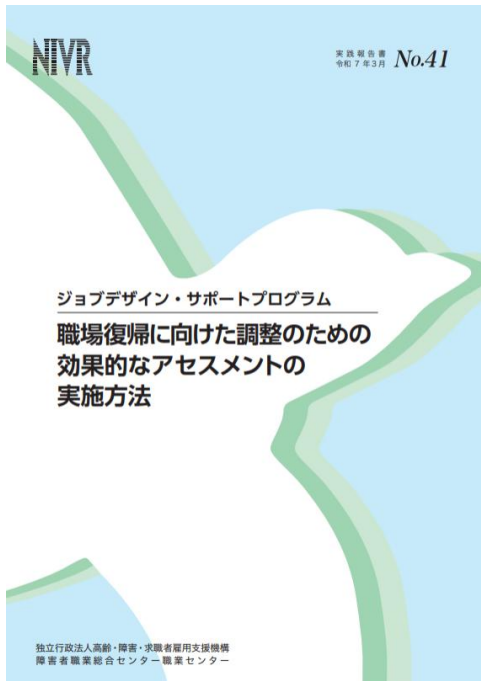 NIVR
実践報告書
令和7年3月 No.41
ジョブデザイン・サポートプログラム
職場復帰に向けた調整のための
効果的なアセスメントの
実施方法
独立行政法人高齢・障害・求職者雇用支援機構
障害者職業総合センター職業センター